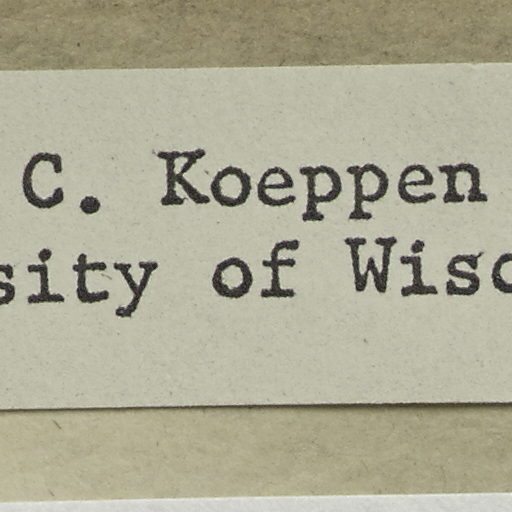 C. Koeppen
sity of Wisc